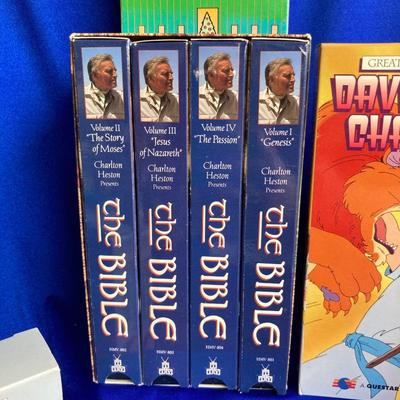 Volume II
"The Story
of Moses"
Charlton
Heston
Presents
the BIBLE
Volume III
"Jesus
of Nazareth"
Charlton
Heston
Presents
the BIBLE
Volume IV
"The Passion"
Charlton
Heston
Presents
the BIBLE
Volume I
"Genesis"
Charlton
Heston
Presents
the BIBLE
GREAT
DAV
CHA
A QUESTAR